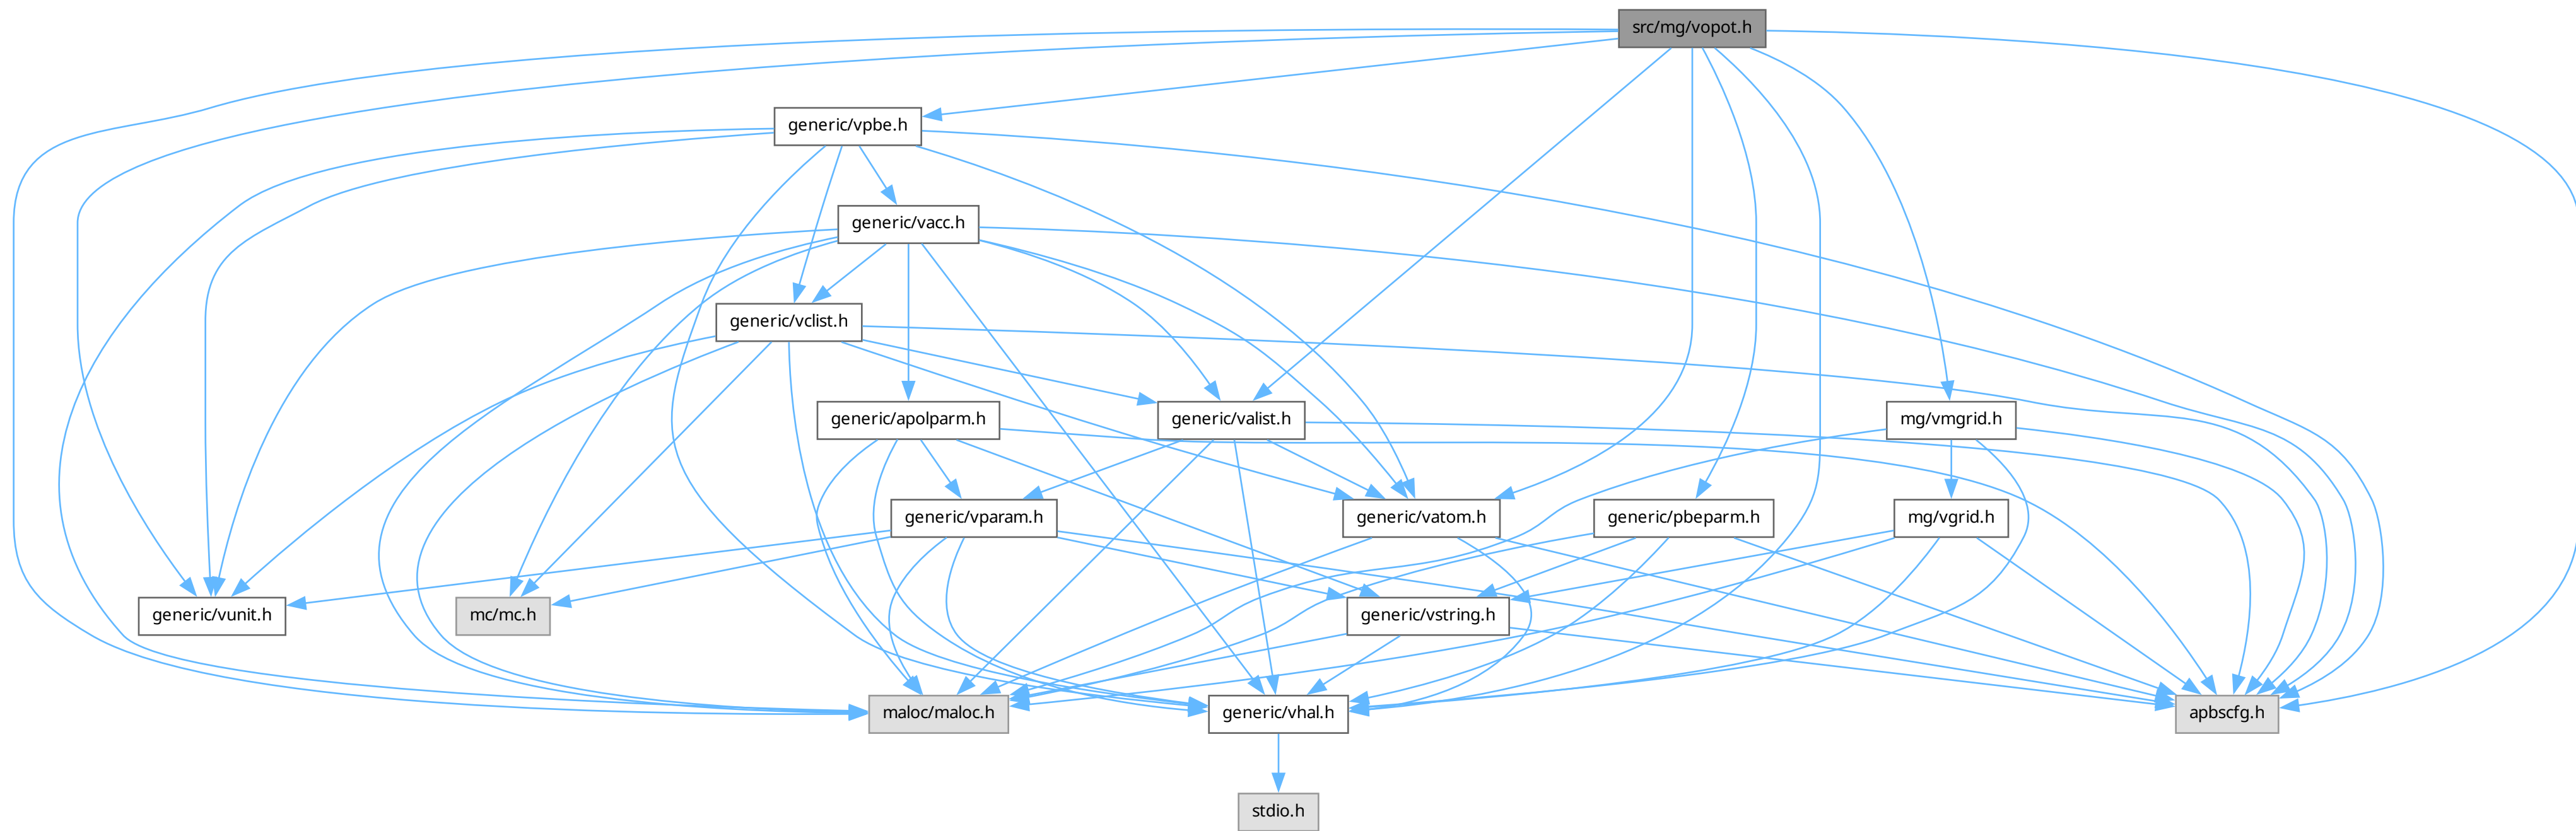 src/mg/vopot.h
generic/vpbe.h
generic/vacc.h
generic/vclist.h
generic/apolparm.h
generic/valist.h
mg/vmgrid.h
generic/vparam.h
generic/vatom.h
generic/pbeparm.h
mg/vgrid.h
generic/vunit.h
mc/mc.h
generic/vstring.h
maloc/maloc.h
generic/vhal.h
apbscfg.h
stdio.h